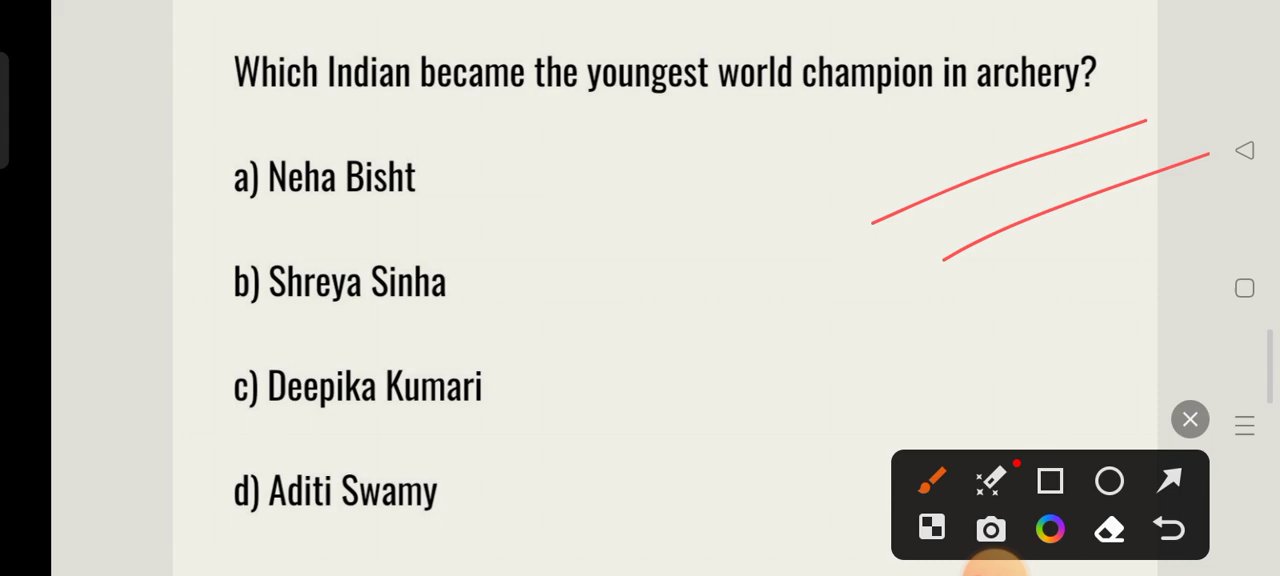 Which Indian became the youngest world champion in archery?
a) Neha Bisht
b) Shreya Sinha
c) Deepika Kumari
d) Aditi Swamy